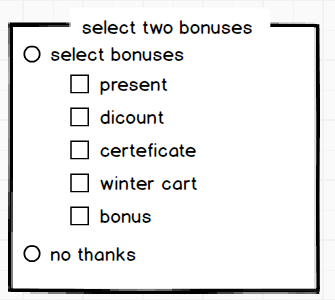 select two bonuses
select bonuses
present
dicount
certeficate
winter cart
bonus
no thanks